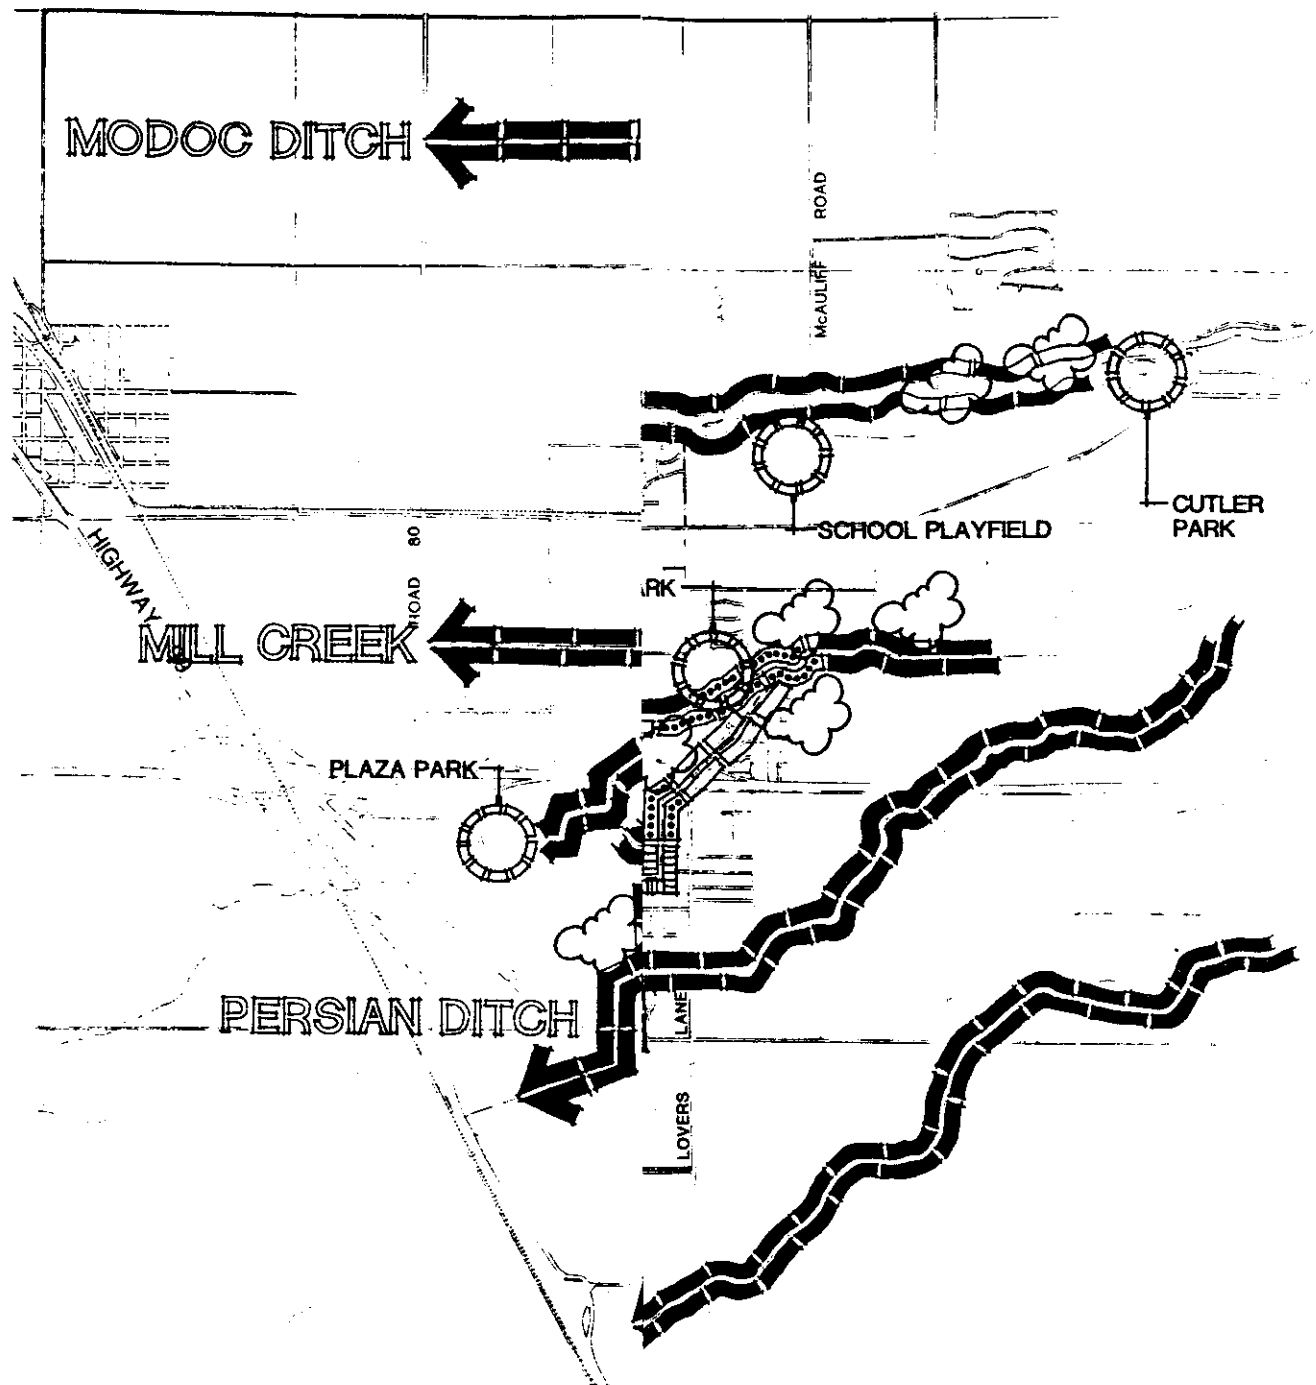 MODOC DITCH
McAULIFF ROAD
CUTLER
PARK
SCHOOL PLAYFIELD
HIGHWAY
ROAD 80
ARK
MILL CREEK
PLAZA PARK
PERSIAN DITCH
LOVERS LANE